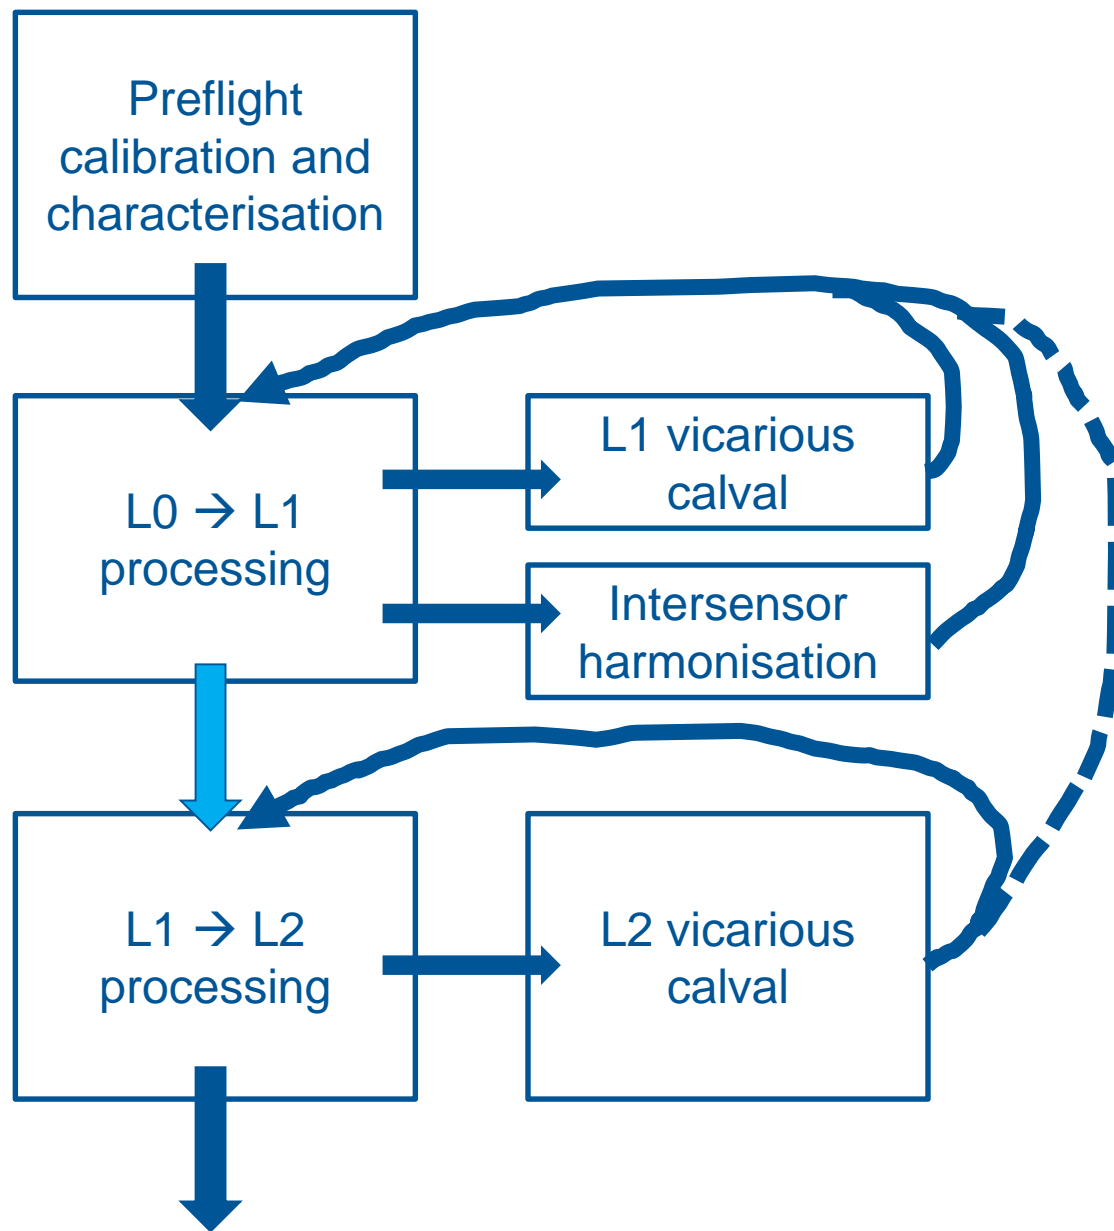 Preflight
calibration and
characterisation
L0 → L1
processing
L1 vicarious
calval
Intersensor
harmonisation
L1 → L2
processing
L2 vicarious
calval